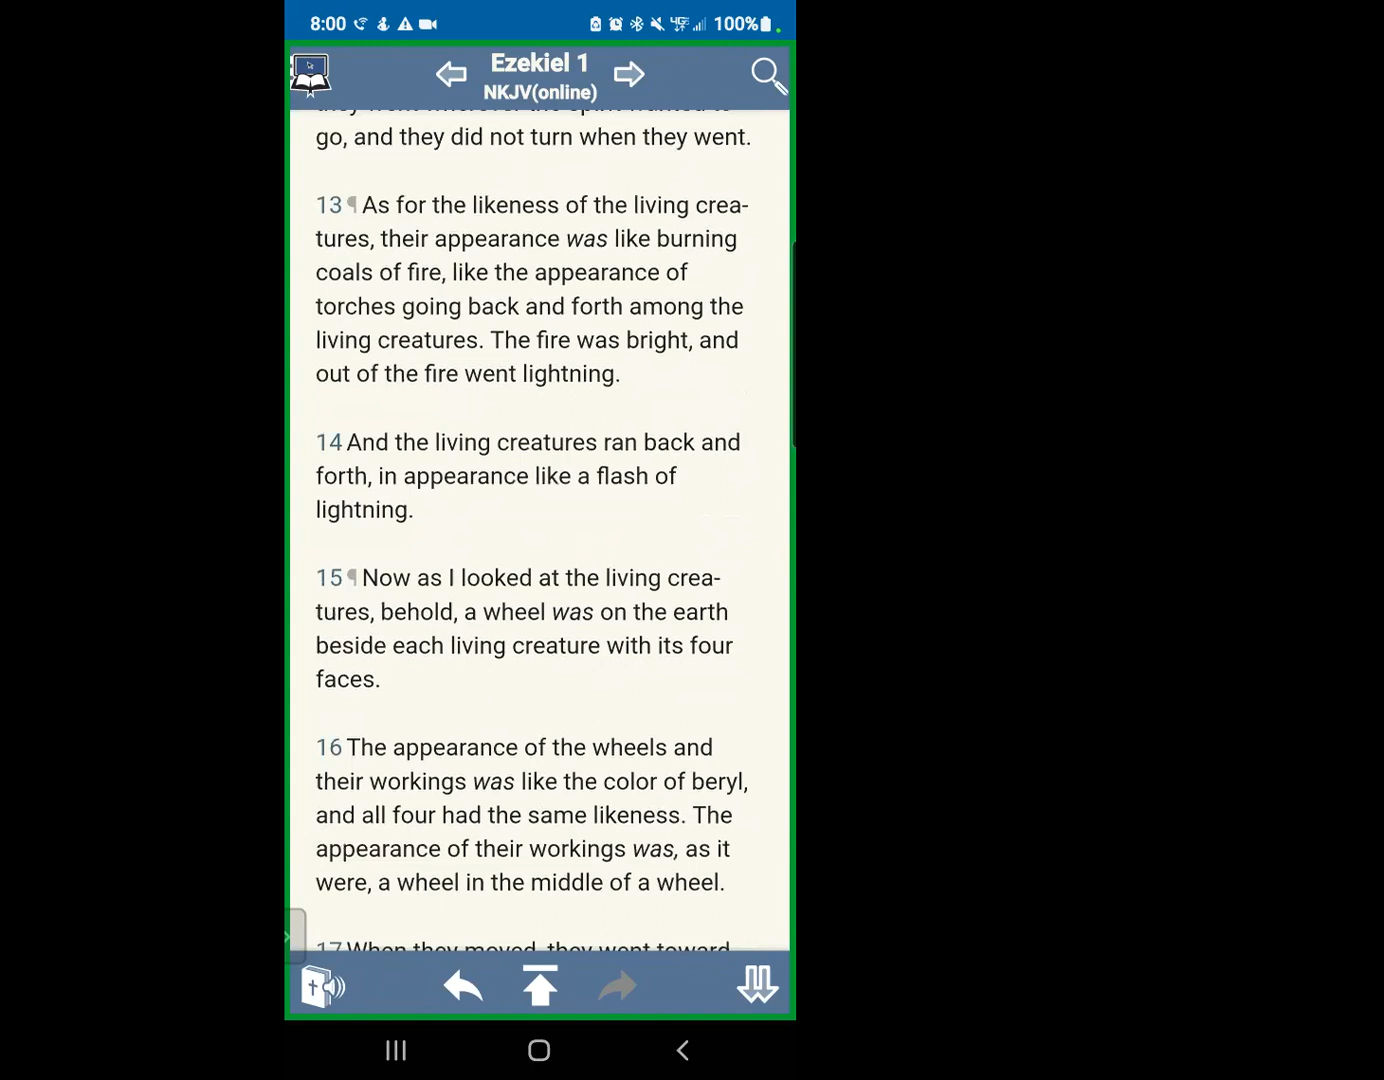 8:00 100%
Ezekiel 1
NKJV(online)
go, and they did not turn when they went.
13 ¶ As for the likeness of the living crea-
tures, their appearance was like burning
coals of fire, like the appearance of
torches going back and forth among the
living creatures. The fire was bright, and
out of the fire went lightning.
14 And the living creatures ran back and
forth, in appearance like a flash of
lightning.
15 ¶ Now as I looked at the living crea-
tures, behold, a wheel was on the earth
beside each living creature with its four
faces.
16 The appearance of the wheels and
their workings was like the color of beryl,
and all four had the same likeness. The
appearance of their workings was, as it
were, a wheel in the middle of a wheel.
17 When they moved, they went toward